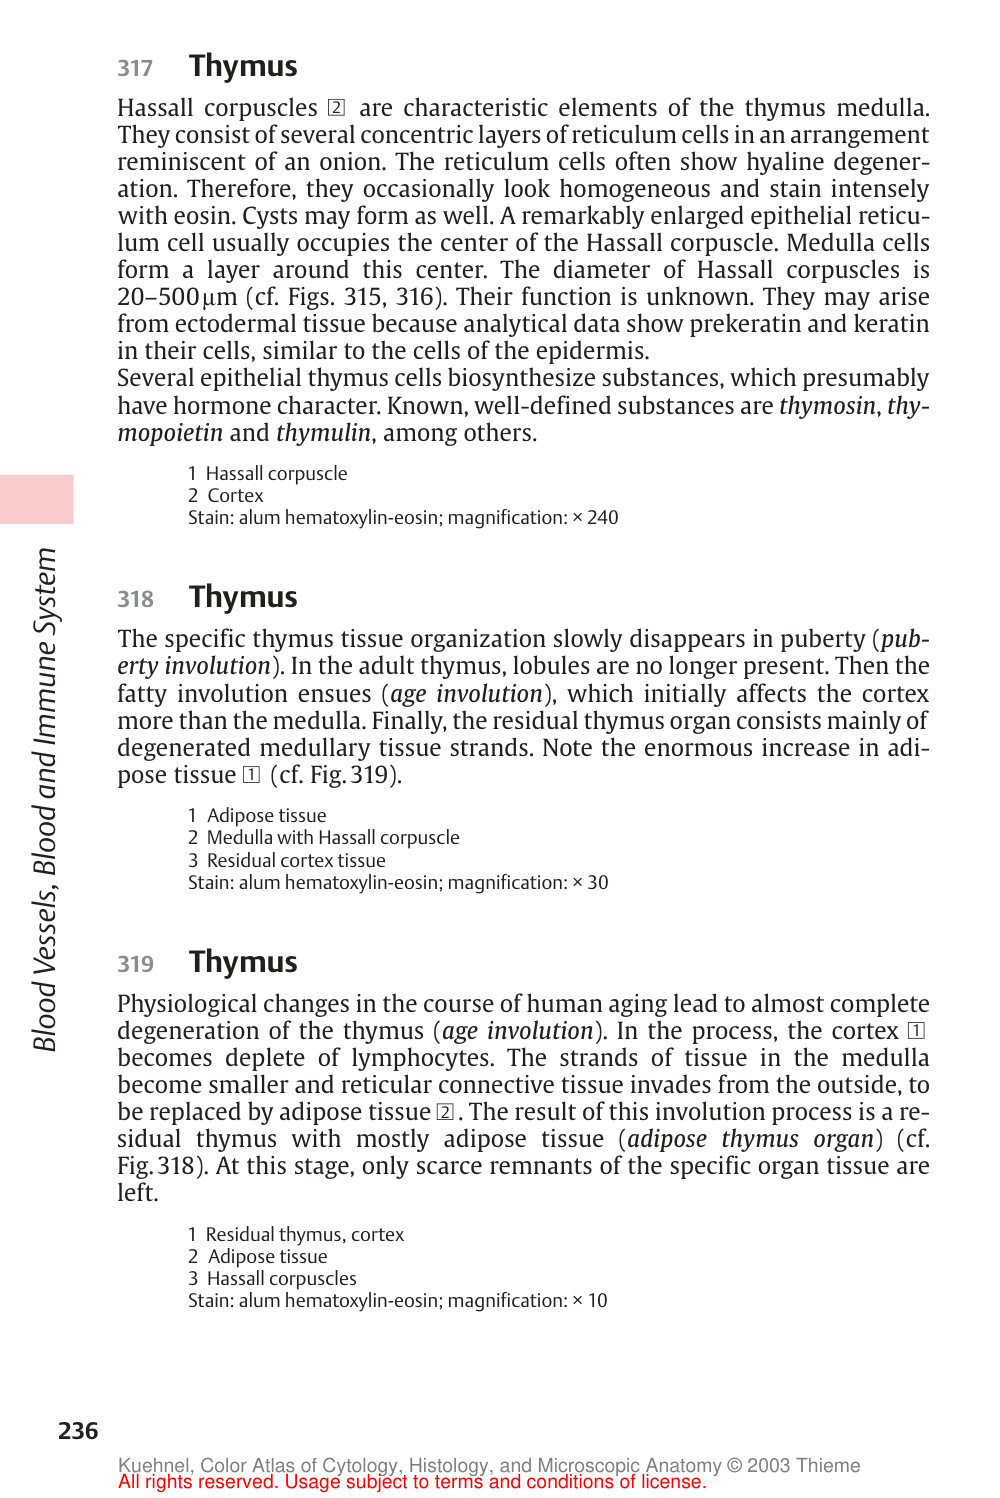 317 Thymus
Hassall corpuscles 2 are characteristic elements of the thymus medulla.
They consist of several concentric layers of reticulum cells in an arrangement
reminiscent of an onion. The reticulum cells often show hyaline degener-
ation. Therefore, they occasionally look homogeneous and stain intensely
with eosin. Cysts may form as well. A remarkably enlarged epithelial reticu-
lum cell usually occupies the center of the Hassall corpuscle. Medulla cells
form a layer around this center. The diameter of Hassall corpuscles is
20–500 μm (cf. Figs. 315, 316). Their function is unknown. They may arise
from ectodermal tissue because analytical data show prekeratin and keratin
in their cells, similar to the cells of the epidermis.
Several epithelial thymus cells biosynthesize substances, which presumably
have hormone character. Known, well-defined substances are thymosin, thy-
mopoietin and thymulin, among others.
1 Hassall corpuscle
2 Cortex
Stain: alum hematoxylin-eosin; magnification: × 240
318 Thymus
The specific thymus tissue organization slowly disappears in puberty (pub-
erty involution). In the adult thymus, lobules are no longer present. Then the
fatty involution ensues (age involution), which initially affects the cortex
more than the medulla. Finally, the residual thymus organ consists mainly of
degenerated medullary tissue strands. Note the enormous increase in adi-
pose tissue 1 (cf. Fig. 319).
1 Adipose tissue
2 Medulla with Hassall corpuscle
3 Residual cortex tissue
Stain: alum hematoxylin-eosin; magnification: × 30
319 Thymus
Physiological changes in the course of human aging lead to almost complete
degeneration of the thymus (age involution). In the process, the cortex 1
becomes deplete of lymphocytes. The strands of tissue in the medulla
become smaller and reticular connective tissue invades from the outside, to
be replaced by adipose tissue 2. The result of this involution process is a re-
sidual thymus with mostly adipose tissue (adipose thymus organ) (cf.
Fig. 318). At this stage, only scarce remnants of the specific organ tissue are
left.
1 Residual thymus, cortex
2 Adipose tissue
3 Hassall corpuscles
Stain: alum hematoxylin-eosin; magnification: × 10
Blood Vessels, Blood and Immune System
236
Kuehnel, Color Atlas of Cytology, Histology, and Microscopic Anatomy © 2003 Thieme
All rights reserved. Usage subject to terms and conditions of license.